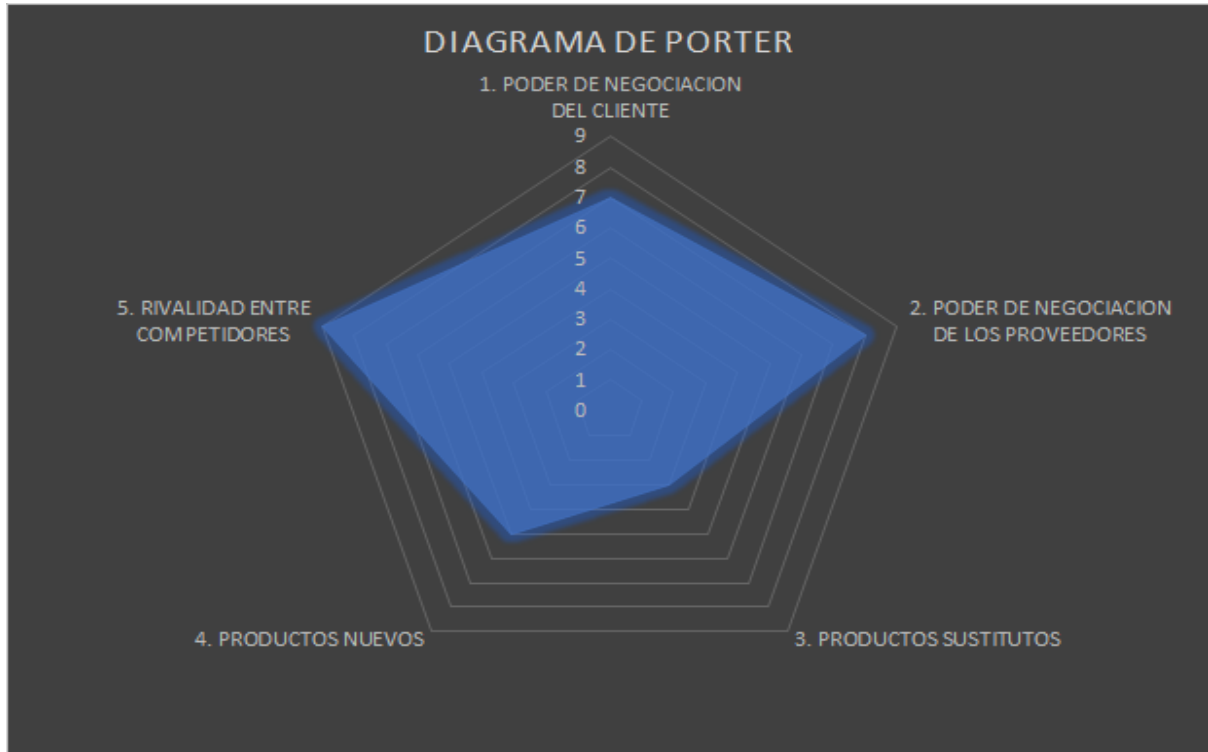 DIAGRAMA DE PORTER
1. PODER DE NEGOCIACION
DEL CLIENTE
9
8
7
6
5
4
3
2
1
0
5. RIVALIDAD ENTRE
COMPETIDORES
2. PODER DE NEGOCIACION
DE LOS PROVEEDORES
4. PRODUCTOS NUEVOS
3. PRODUCTOS SUSTITUTOS